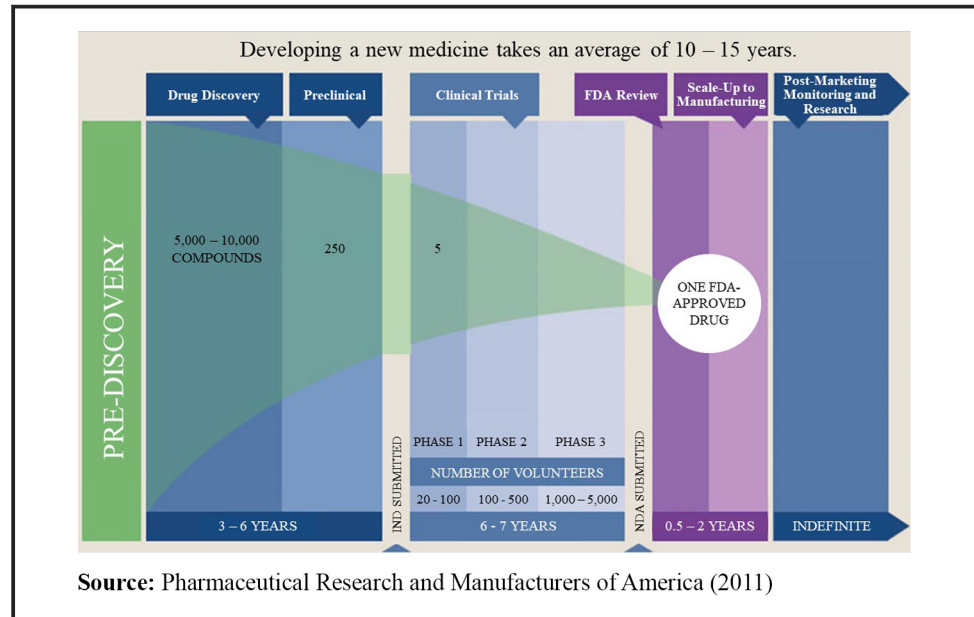 Developing a new medicine takes an average of 10 – 15 years.
Drug Discovery
Preclinical
Clinical Trials
FDA Review
Scale-Up to
Manufacturing
Post-Marketing
Monitoring and
Research
PRE-DISCOVERY
5,000 – 10,000
COMPOUNDS
250
5
ONE FDA-
APPROVED
DRUG
IND SUBMITTED
PHASE 1
PHASE 2
PHASE 3
NUMBER OF VOLUNTEERS
20 - 100
100 - 500
1,000 – 5,000
NDA SUBMITTED
3 – 6 YEARS
6 - 7 YEARS
0.5 – 2 YEARS
INDEFINITE
Source: Pharmaceutical Research and Manufacturers of America (2011)